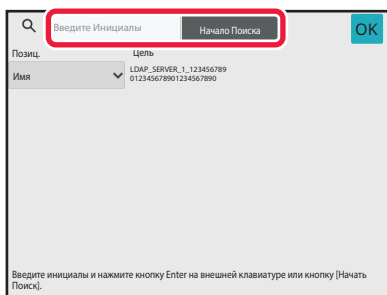 Введите Инициалы
Начало Поиска
OK
Позиц.
Цель
Имя
LDAP_SERVER_1_123456789
012345678901234567890
Введите инициалы и нажмите кнопку Enter на внешней клавиатуре или кнопку [Начать
Поиск].